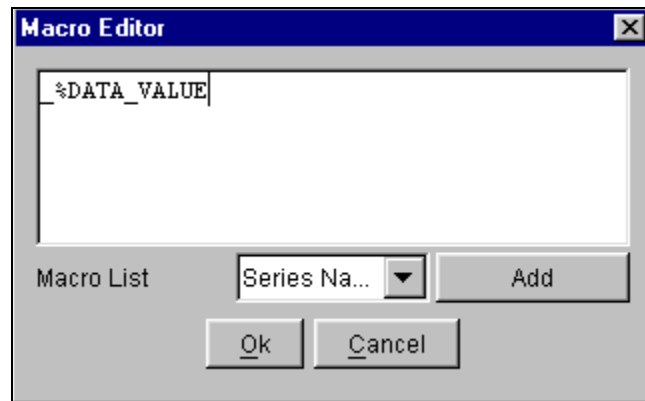 Macro Editor
_%DATA_VALUE
Macro List Series Na... Add
Ok Cancel